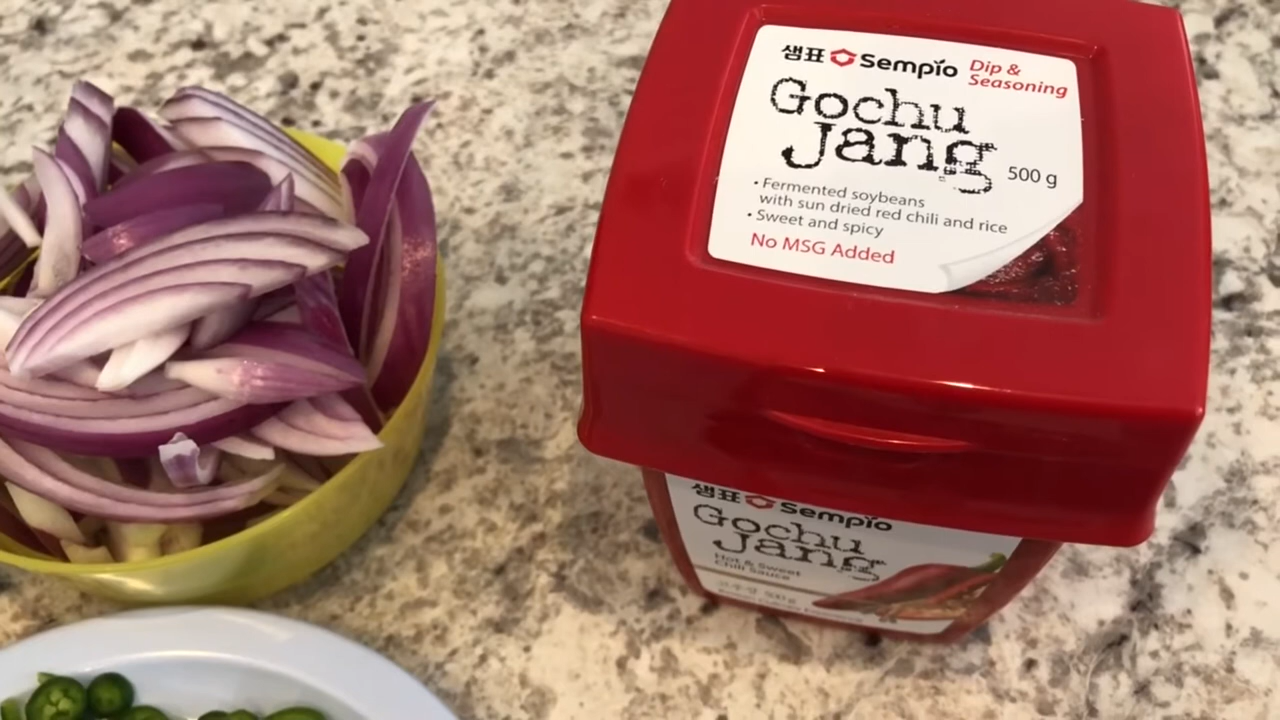 샘표 Sempio Dip &
Seasoning
Gochu
Jang 500 g
• Fermented soybeans
with sun dried red chili and rice
• Sweet and spicy
No MSG Added
샘표 Sempio
Gochu
Jang
Hot & Sweet
Chili Sauce